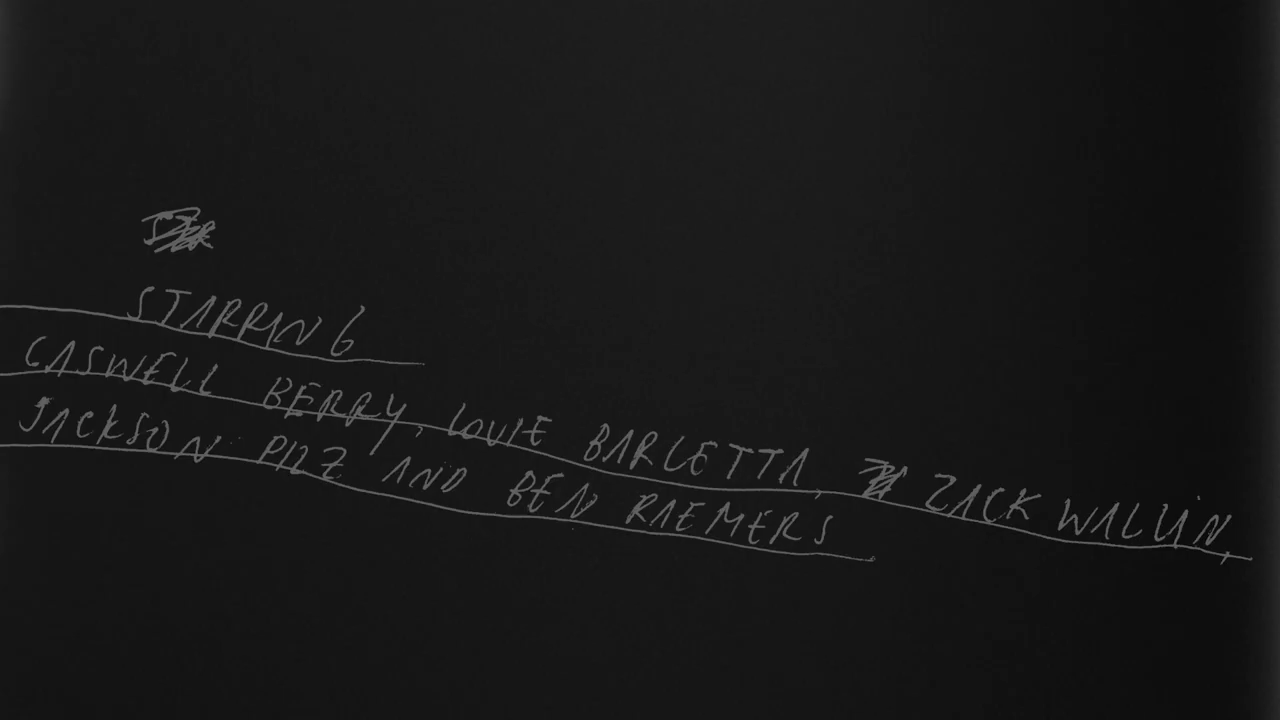 STARRING
CASWELL BERRY, LOUIE BARLETTA, ZACK WALLIN,
JACKSON PILZ AND BEN RAEMERS